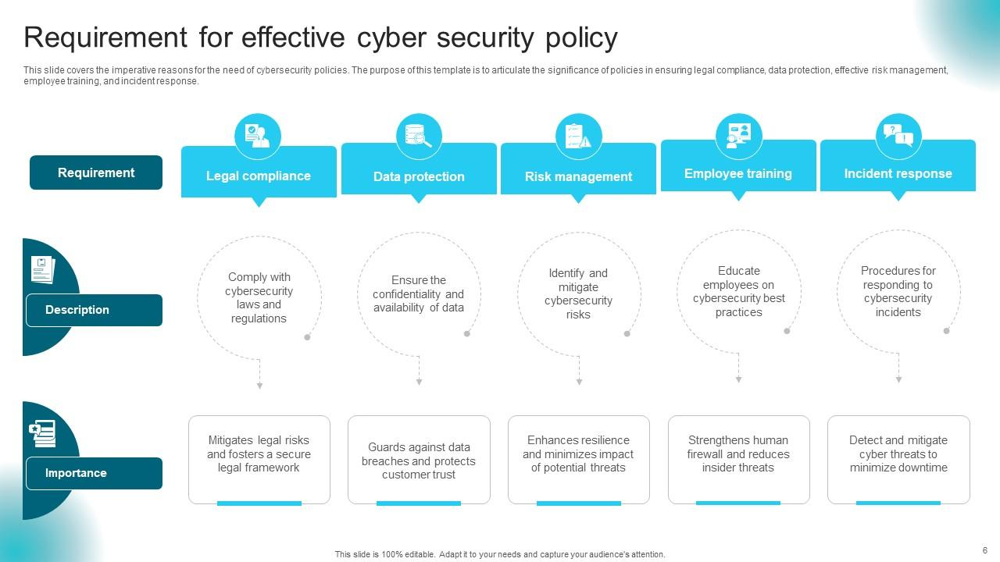 Requirement for effective cyber security policy
This slide covers the imperative reasons for the need of cybersecurity policies. The purpose of this template is to articulate the significance of policies in ensuring legal compliance, data protection, effective risk management,
employee training, and incident response.
Requirement
Legal compliance
Data protection
Risk management
Employee training
Incident response
Description
Comply with
cybersecurity
laws and
regulations
Ensure the
confidentiality and
availability of data
Identify and
mitigate
cybersecurity
risks
Educate
employees on
cybersecurity best
practices
Procedures for
responding to
cybersecurity
incidents
Importance
Mitigates legal risks
and fosters a secure
legal framework
Guards against data
breaches and protects
customer trust
Enhances resilience
and minimizes impact
of potential threats
Strengthens human
firewall and reduces
insider threats
Detect and mitigate
cyber threats to
minimize downtime
This slide is 100% editable. Adapt it to your needs and capture your audience's attention.
6